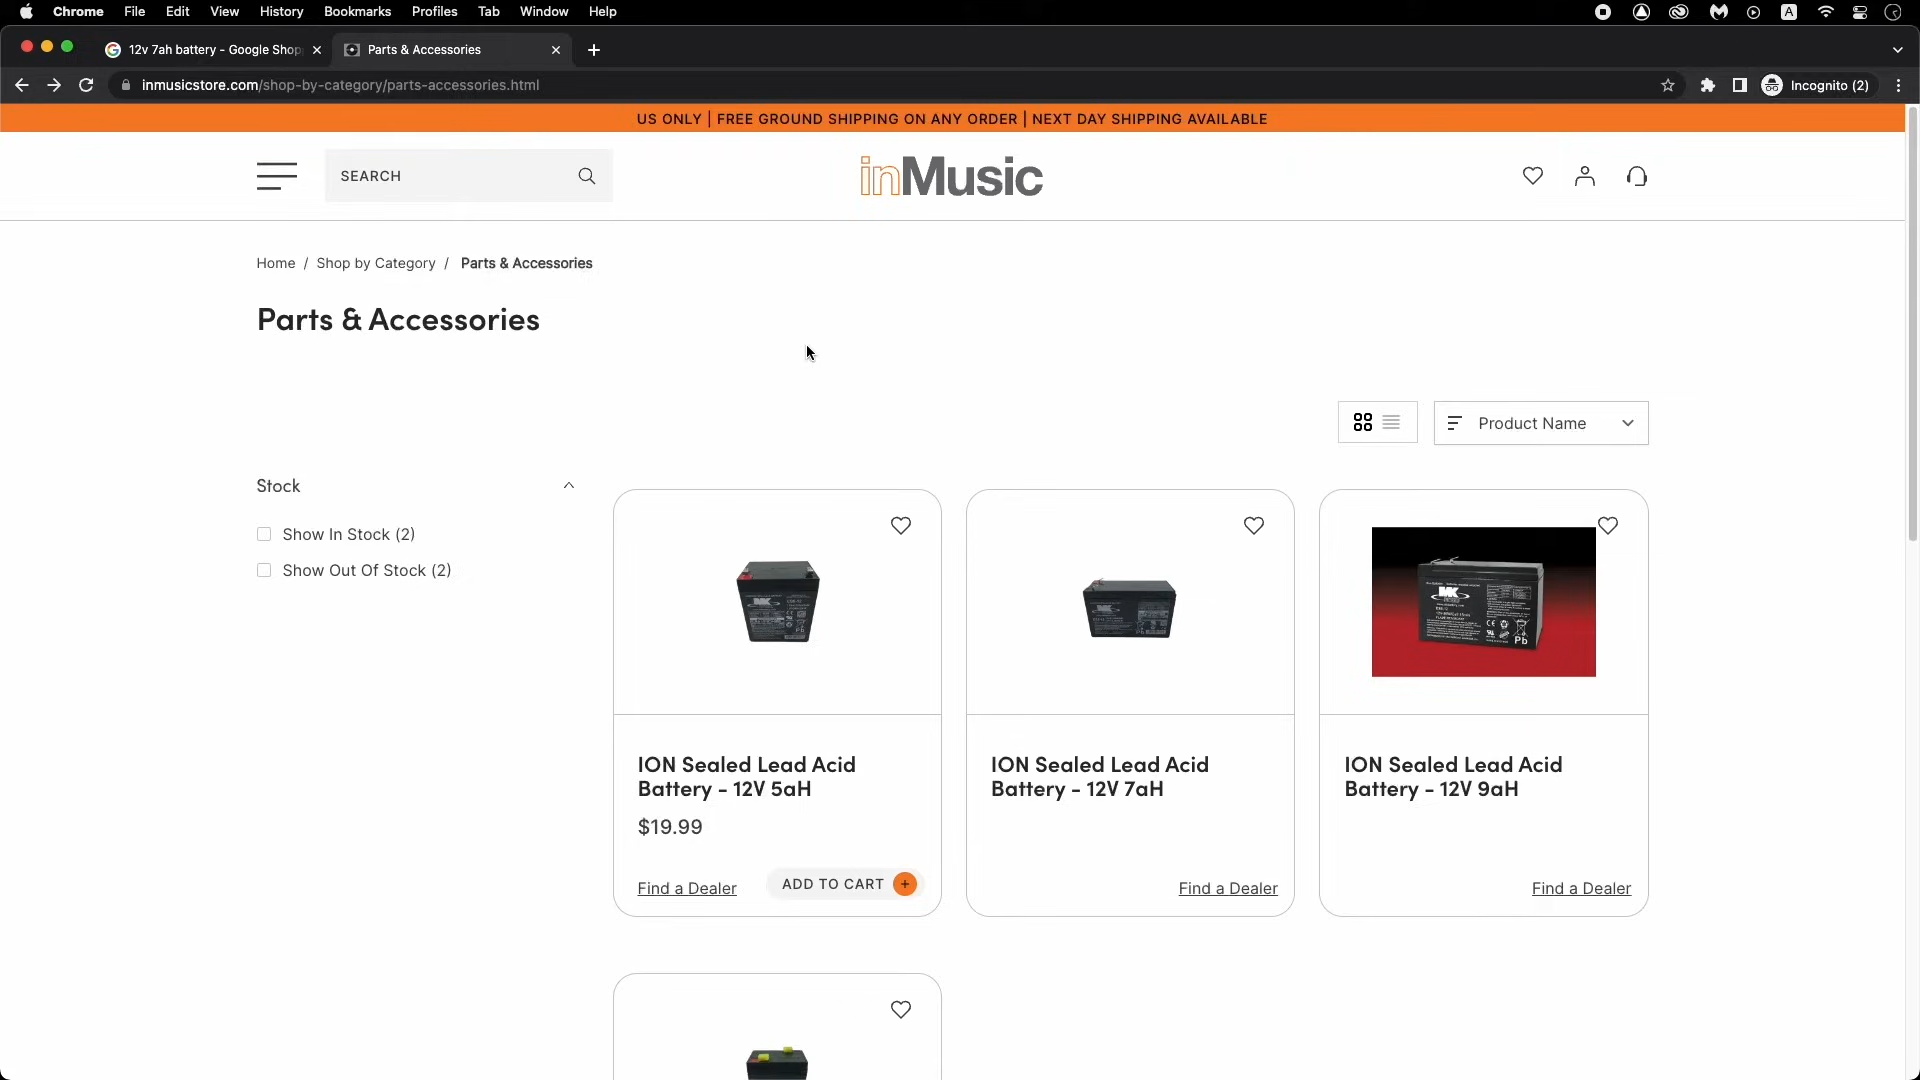 Chrome File Edit View History Bookmarks Profiles Tab Window Help A
12v 7ah battery - Google Shop
Parts & Accessories
inmusicstore.com/shop-by-category/parts-accessories.html
Incognito (2)
US ONLY | FREE GROUND SHIPPING ON ANY ORDER | NEXT DAY SHIPPING AVAILABLE
SEARCH
inMusic
Home / Shop by Category / Parts & Accessories
Parts & Accessories
Product Name
Stock
Show In Stock (2)
Show Out Of Stock (2)
MK
MK
MK
Pb
ION Sealed Lead Acid
Battery - 12V 5aH
$19.99
Find a Dealer
ADD TO CART +
ION Sealed Lead Acid
Battery - 12V 7aH
Find a Dealer
ION Sealed Lead Acid
Battery - 12V 9aH
Find a Dealer